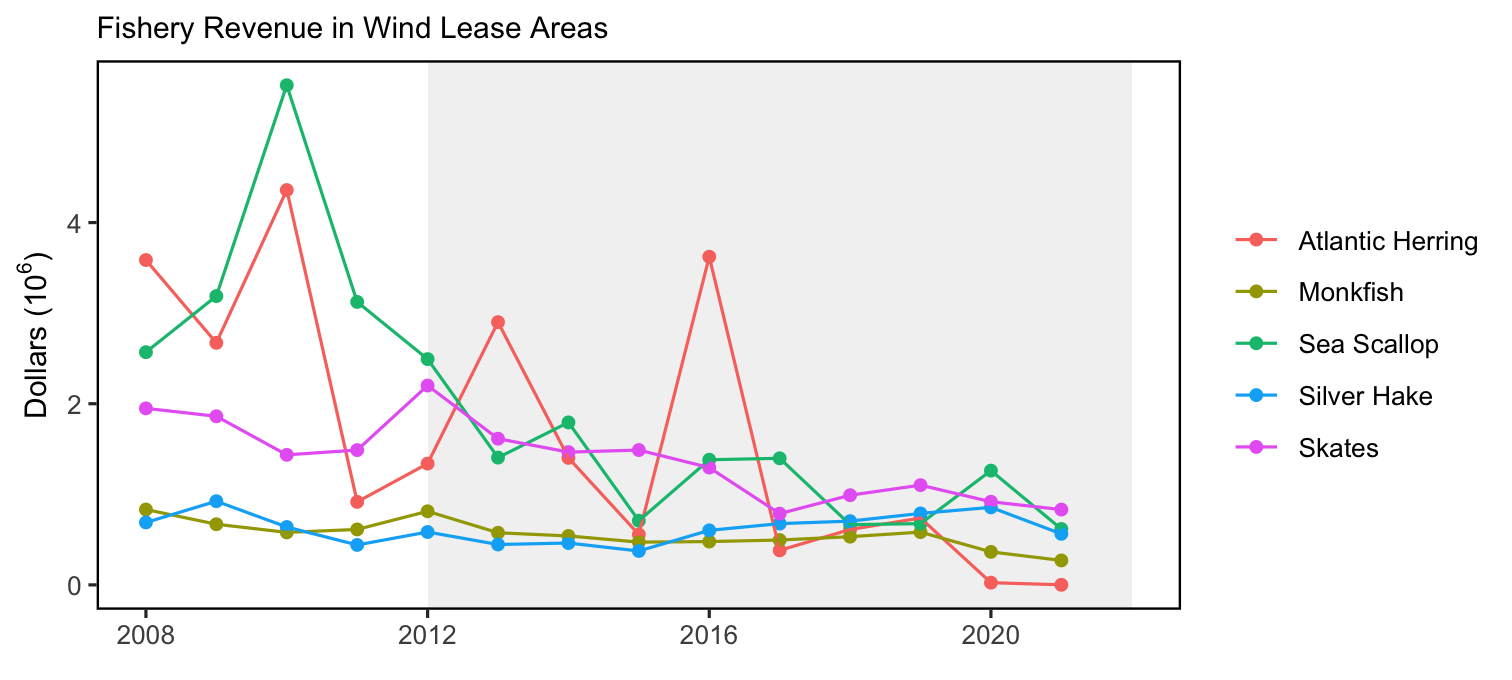 Fishery Revenue in Wind Lease Areas
Dollars (10⁶)
4
2
0
2008 2012 2016 2020
Atlantic Herring
Monkfish
Sea Scallop
Silver Hake
Skates